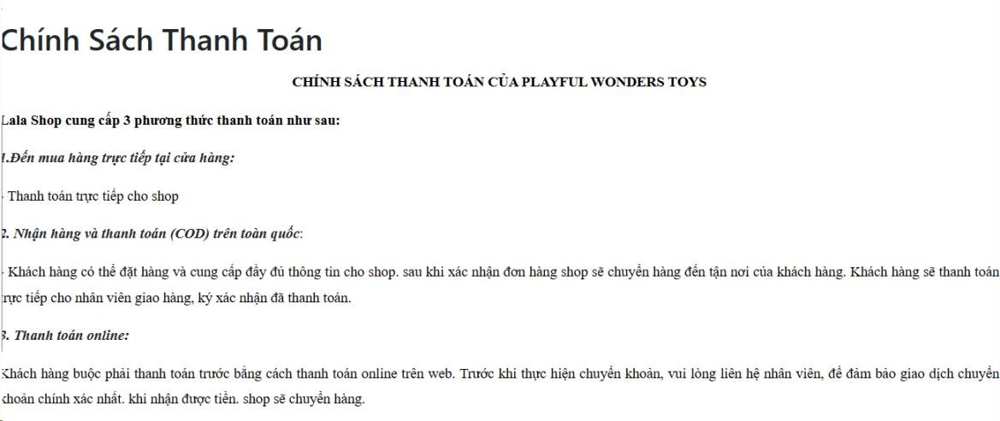 Chính Sách Thanh Toán
CHÍNH SÁCH THANH TOÁN CỦA PLAYFUL WONDERS TOYS
Lala Shop cung cấp 3 phương thức thanh toán như sau:
1.Đến mua hàng trực tiếp tại cửa hàng:
- Thanh toán trực tiếp cho shop
2. Nhận hàng và thanh toán (COD) trên toàn quốc:
- Khách hàng có thể đặt hàng và cung cấp đầy đủ thông tin cho shop. sau khi xác nhận đơn hàng shop sẽ chuyển hàng đến tận nơi của khách hàng. Khách hàng sẽ thanh toán
trực tiếp cho nhân viên giao hàng, ký xác nhận đã thanh toán.
3. Thanh toán online:
Khách hàng buộc phải thanh toán trước bằng cách thanh toán online trên web. Trước khi thực hiện chuyển khoản, vui lòng liên hệ nhân viên, để đảm bảo giao dịch chuyển
khoản chính xác nhất. khi nhận được tiền. shop sẽ chuyển hàng.